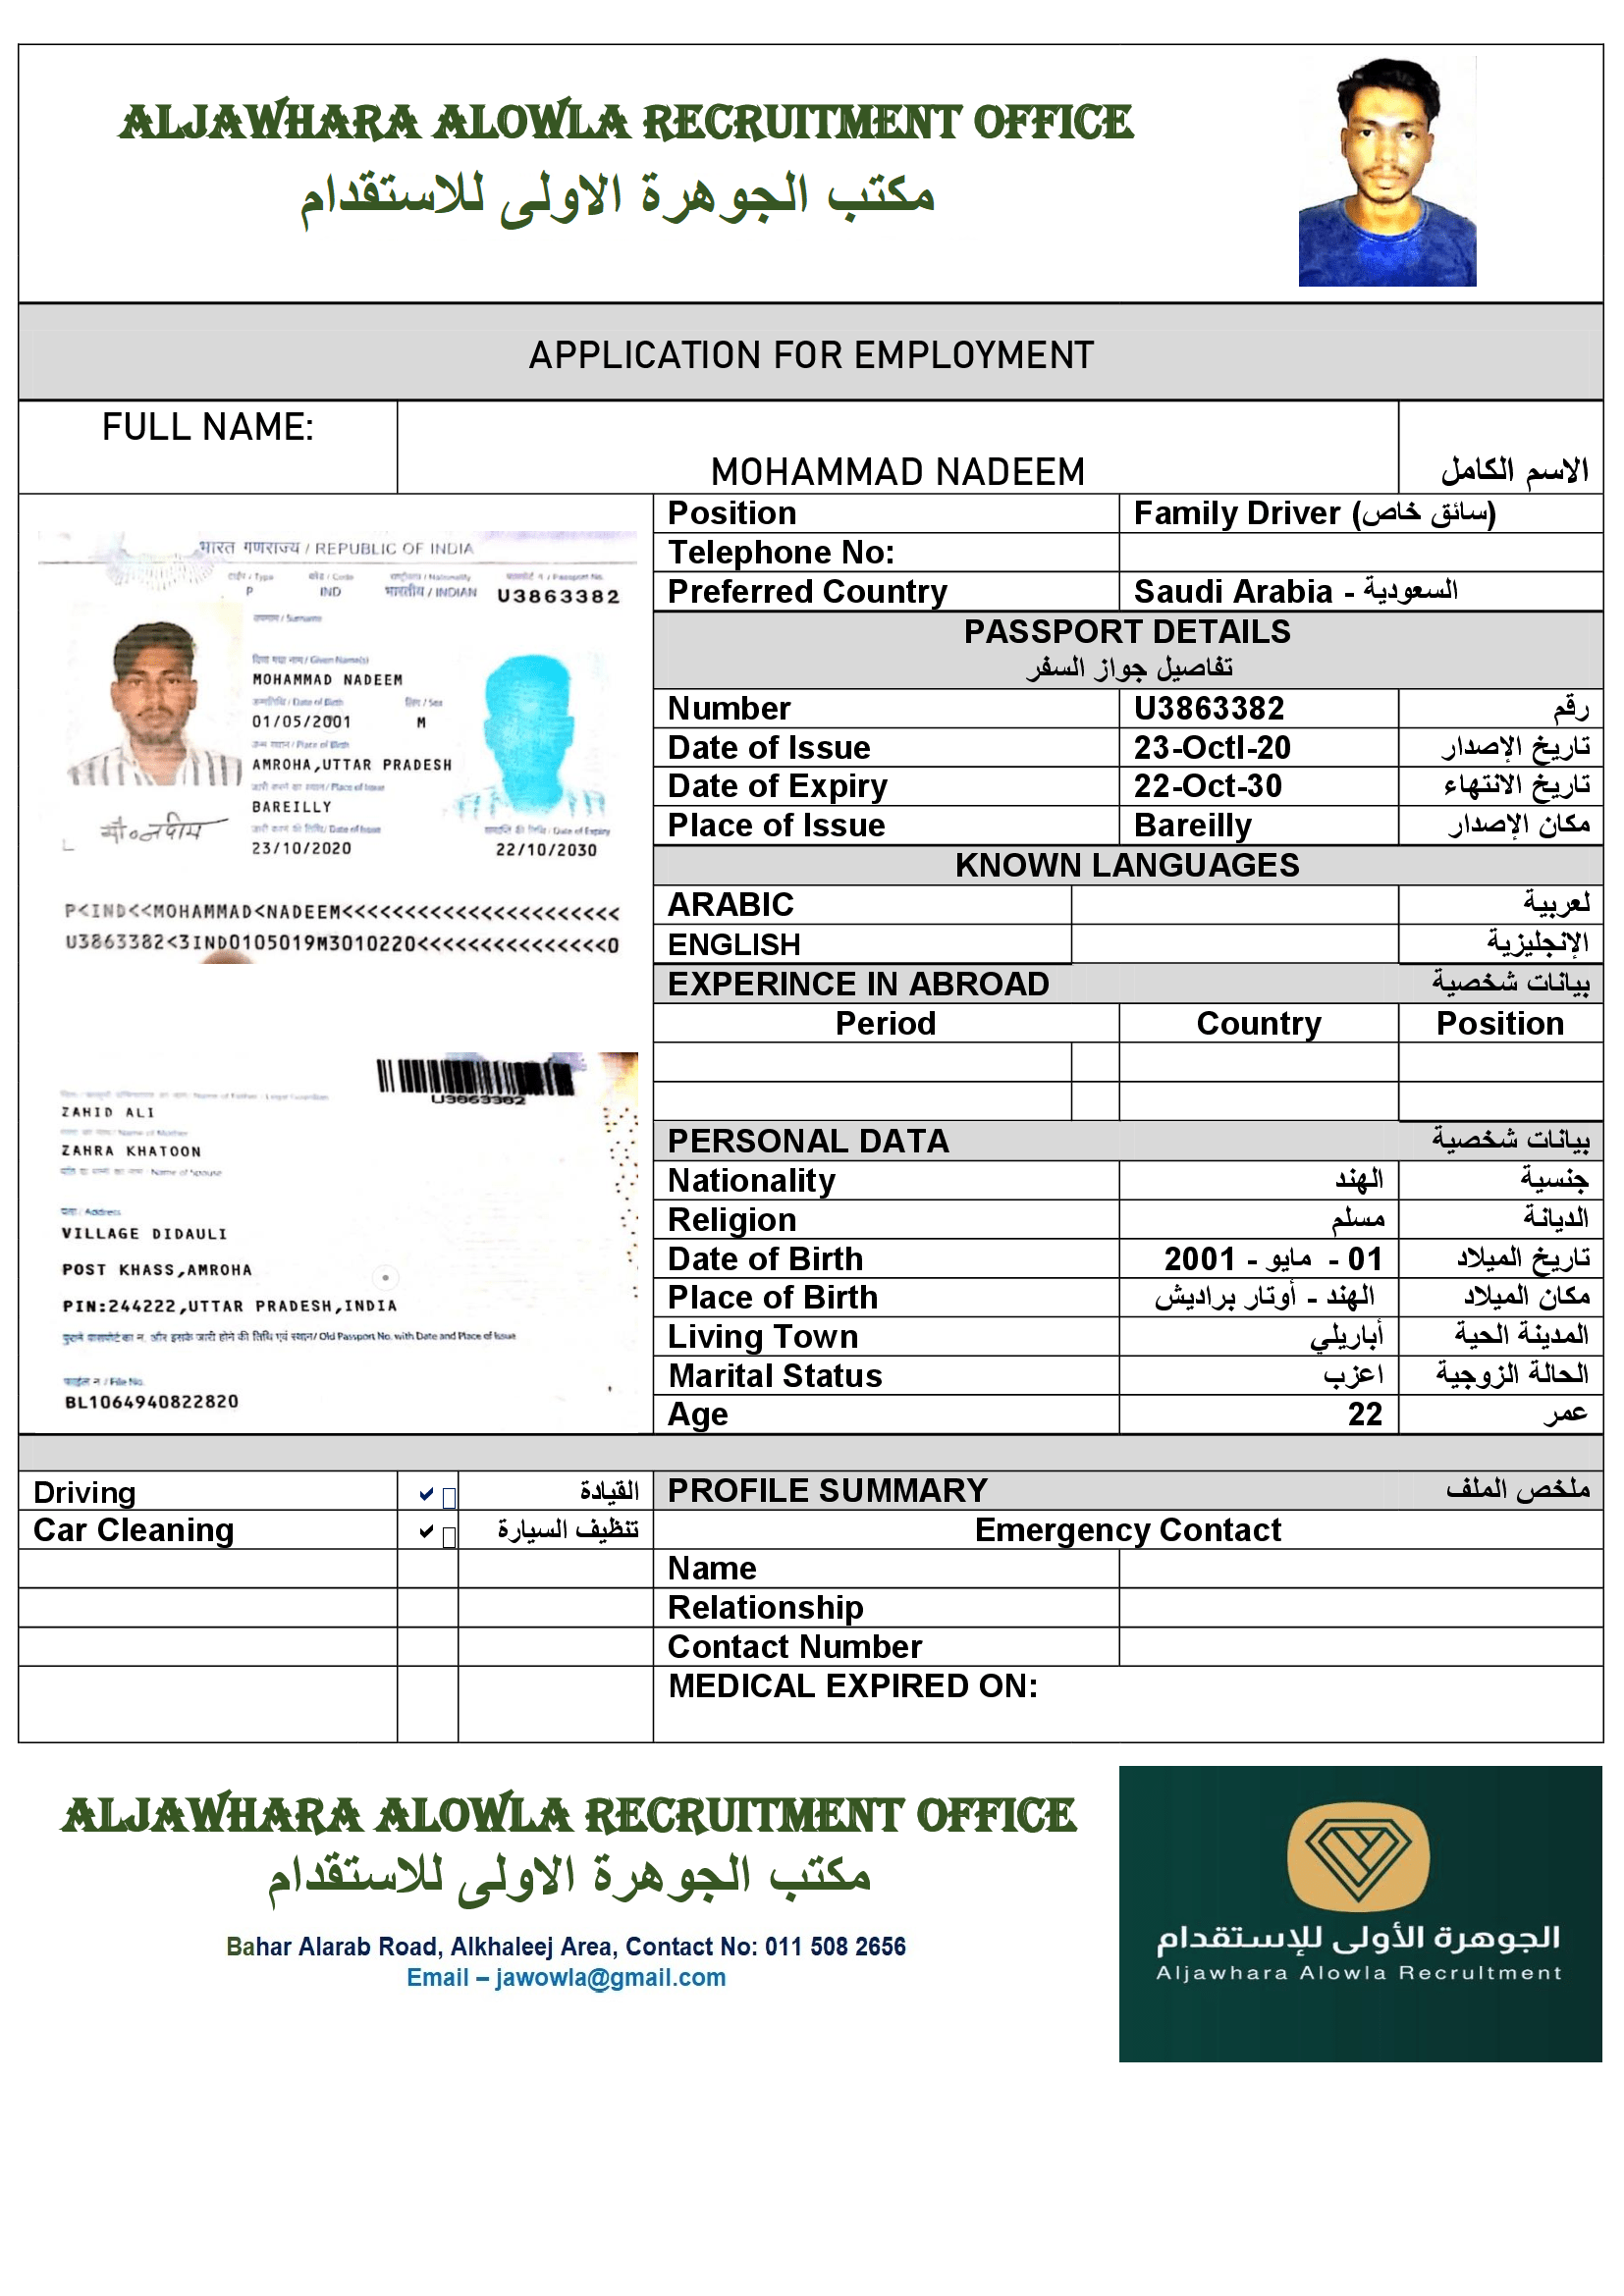 ALJAWHARA ALOWLA RECRUITMENT OFFICE
مكتب الجوهرة الاولى للاستقدام
APPLICATION FOR EMPLOYMENT
FULL NAME:
MOHAMMAD NADEEM
الاسم الكامل
भारत गणराज्य / REPUBLIC OF INDIA
टाईप / Type
कोड / Code
राष्ट्रीयता / Nationality
पासपोर्ट न. / Passport No.
P
IND
भारतीय / INDIAN
U3863382
उपनाम / Surname
दिया गया नाम / Given Name(s)
MOHAMMAD NADEEM
जन्मतिथि / Date of Birth
लिंग / Sex
01/05/2001
M
जन्म स्थान / Place of Birth
AMROHA,UTTAR PRADESH
जारी करने का स्थान / Place of Issue
BAREILLY
जारी करने की तिथि / Date of Issue
समाप्ति की तिथि / Date of Expiry
23/10/2020
22/10/2030
मौ० नदीम
P<IND<<MOHAMMAD<NADEEM<<<<<<<<<<<<<<<<<<<<<<
U3863382<3IND0105019M3010220<<<<<<<<<<<<<<<0
U3863382
Name of Father / Legal Guardian
ZAHID ALI
Name of Mother
ZAHRA KHATOON
Name of Spouse
पता / Address
VILLAGE DIDAULI
POST KHASS,AMROHA
PIN:244222,UTTAR PRADESH,INDIA
पुराने पासपोर्ट का न. और इसके जारी होने की तिथि एवं स्थान / Old Passport No. with Date and Place of Issue
फाईल न. / File No.
BL1064940822820
Position Family Driver (سائق خاص)
Telephone No:
Preferred Country Saudi Arabia - السعودية
PASSPORT DETAILS
تفاصيل جواز السفر
Number U3863382 رقم
Date of Issue 23-Octl-20 تاريخ الإصدار
Date of Expiry 22-Oct-30 تاريخ الانتهاء
Place of Issue Bareilly مكان الإصدار
KNOWN LANGUAGES
ARABIC لعربية
ENGLISH الإنجليزية
EXPERINCE IN ABROAD بيانات شخصية
Period Country Position
PERSONAL DATA بيانات شخصية
Nationality الهند جنسية
Religion مسلم الديانة
Date of Birth 01 - مايو - 2001 تاريخ الميلاد
Place of Birth الهند - أوتار براديش مكان الميلاد
Living Town أباريلي المدينة الحية
Marital Status اعزب الحالة الزوجية
Age 22 عمر
Driving القيادة
Car Cleaning تنظيف السيارة
PROFILE SUMMARY ملخص الملف
Emergency Contact
Name
Relationship
Contact Number
MEDICAL EXPIRED ON:
ALJAWHARA ALOWLA RECRUITMENT OFFICE
مكتب الجوهرة الاولى للاستقدام
Bahar Alarab Road, Alkhaleej Area, Contact No: 011 508 2656
Email – jawowla@gmail.com
الجوهرة الأولى للإستقدام
Aljawhara Alowla Recruitment